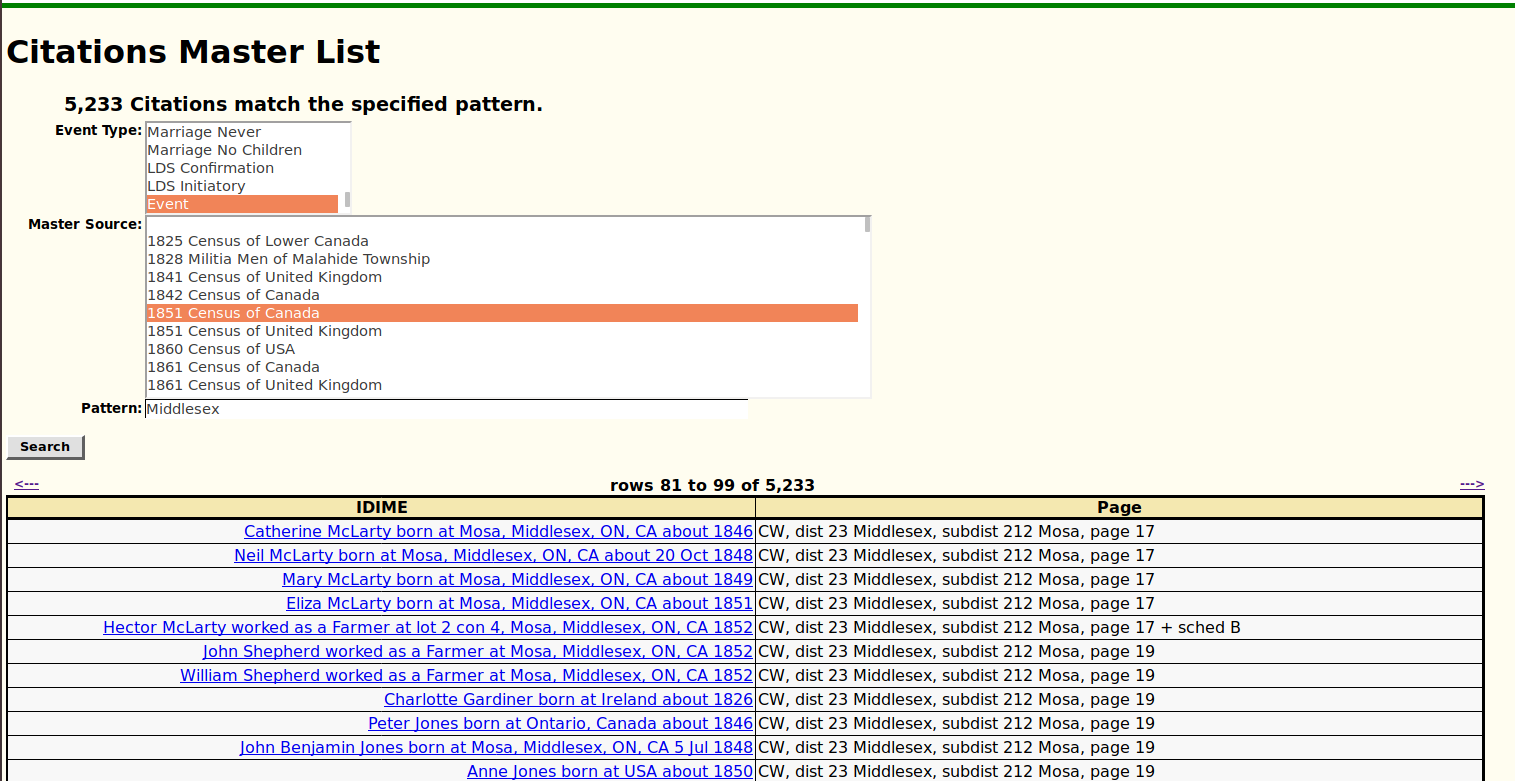 Citations Master List
5,233 Citations match the specified pattern.
Event Type:
Marriage Never
Marriage No Children
LDS Confirmation
LDS Initiatory
Event
Master Source:
1825 Census of Lower Canada
1828 Militia Men of Malahide Township
1841 Census of United Kingdom
1842 Census of Canada
1851 Census of Canada
1851 Census of United Kingdom
1860 Census of USA
1861 Census of Canada
1861 Census of United Kingdom
Pattern: Middlesex
Search
<--- rows 81 to 99 of 5,233 --->
IDIME Page
Catherine McLarty born at Mosa, Middlesex, ON, CA about 1846 CW, dist 23 Middlesex, subdist 212 Mosa, page 17
Neil McLarty born at Mosa, Middlesex, ON, CA about 20 Oct 1848 CW, dist 23 Middlesex, subdist 212 Mosa, page 17
Mary McLarty born at Mosa, Middlesex, ON, CA about 1849 CW, dist 23 Middlesex, subdist 212 Mosa, page 17
Eliza McLarty born at Mosa, Middlesex, ON, CA about 1851 CW, dist 23 Middlesex, subdist 212 Mosa, page 17
Hector McLarty worked as a Farmer at lot 2 con 4, Mosa, Middlesex, ON, CA 1852 CW, dist 23 Middlesex, subdist 212 Mosa, page 17 + sched B
John Shepherd worked as a Farmer at Mosa, Middlesex, ON, CA 1852 CW, dist 23 Middlesex, subdist 212 Mosa, page 19
William Shepherd worked as a Farmer at Mosa, Middlesex, ON, CA 1852 CW, dist 23 Middlesex, subdist 212 Mosa, page 19
Charlotte Gardiner born at Ireland about 1826 CW, dist 23 Middlesex, subdist 212 Mosa, page 19
Peter Jones born at Ontario, Canada about 1846 CW, dist 23 Middlesex, subdist 212 Mosa, page 19
John Benjamin Jones born at Mosa, Middlesex, ON, CA 5 Jul 1848 CW, dist 23 Middlesex, subdist 212 Mosa, page 19
Anne Jones born at USA about 1850 CW, dist 23 Middlesex, subdist 212 Mosa, page 19